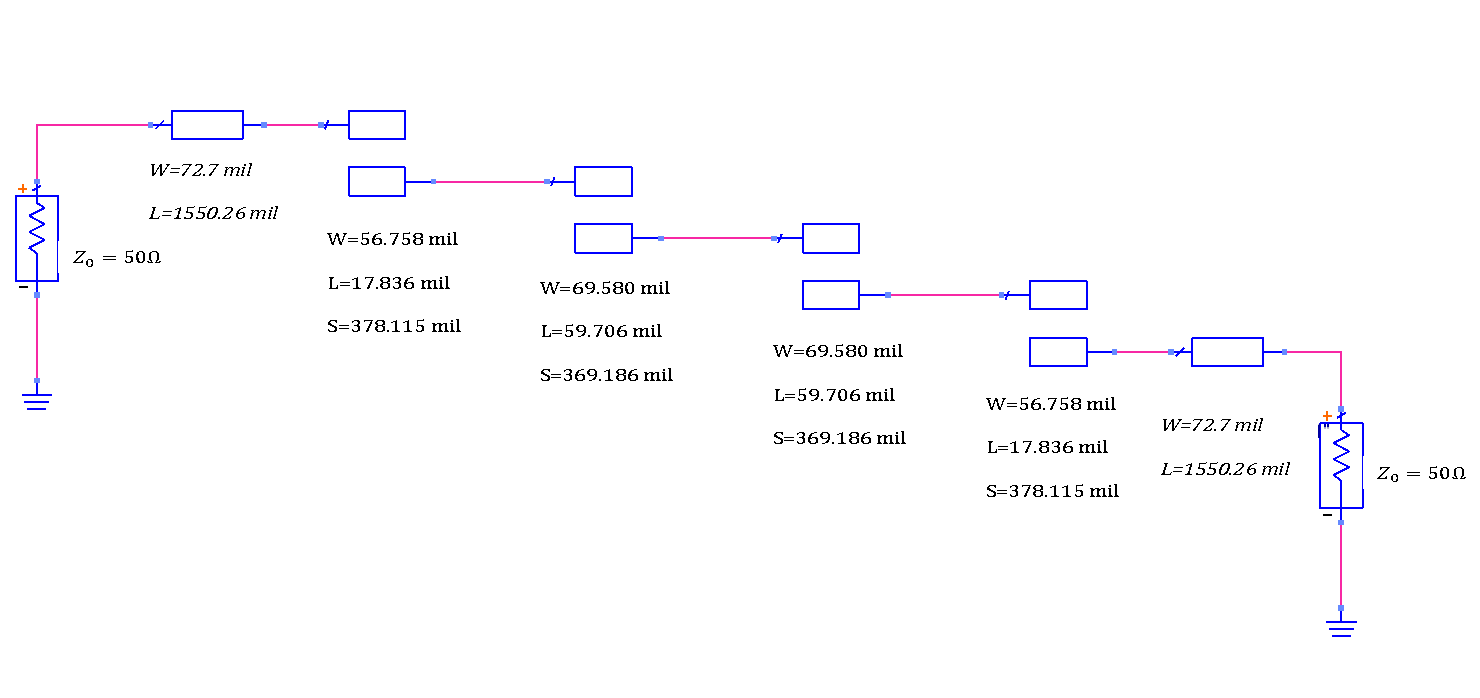 W=72.7 mil
L=1550.26 mil
+
Z₀ = 50Ω
−
W=56.758 mil
L=17.836 mil
S=378.115 mil
W=69.580 mil
L=59.706 mil
S=369.186 mil
W=69.580 mil
L=59.706 mil
S=369.186 mil
W=56.758 mil
L=17.836 mil
S=378.115 mil
W=72.7 mil
L=1550.26 mil
+
Z₀ = 50Ω
−